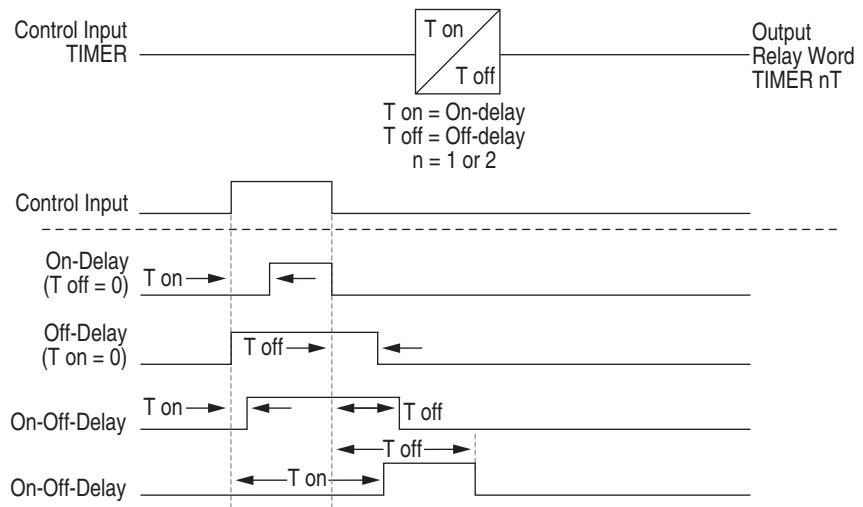 Control Input
TIMER
T on
T off
Output
Relay Word
TIMER nT
T on = On-delay
T off = Off-delay
n = 1 or 2
Control Input
On-Delay
(T off = 0)
T on
Off-Delay
(T on = 0)
T off
On-Off-Delay
T on
T off
T off
On-Off-Delay
T on